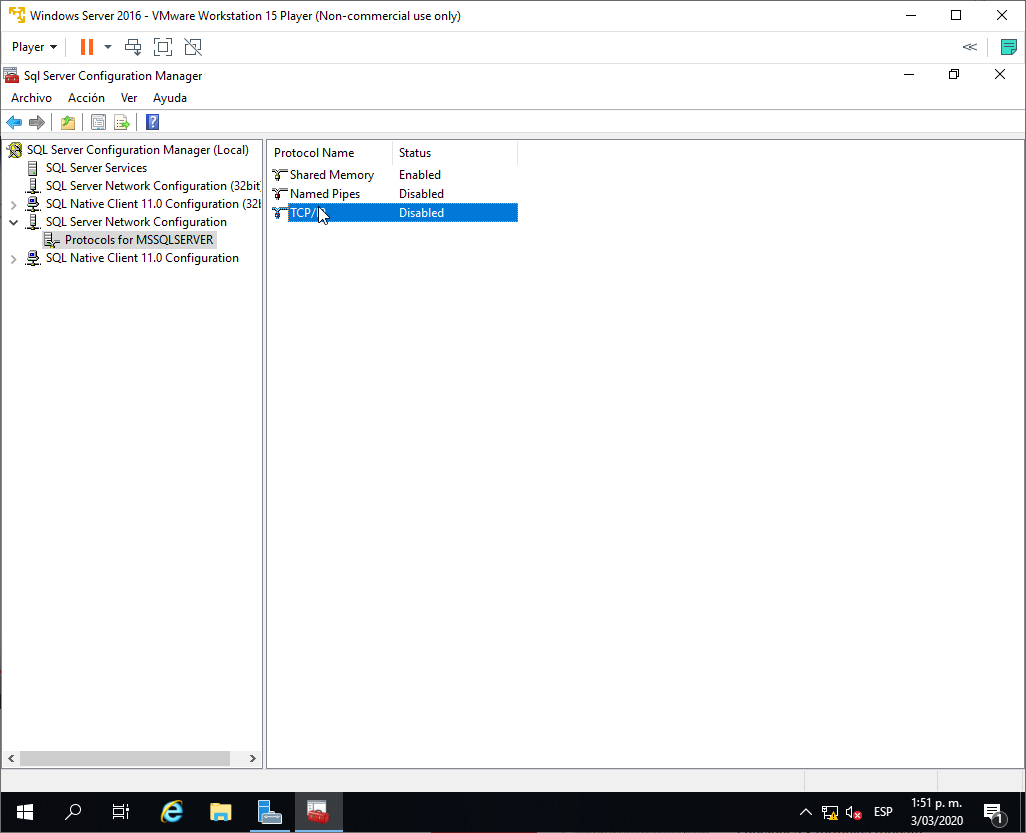 Windows Server 2016 - VMware Workstation 15 Player (Non-commercial use only)
Player
Sql Server Configuration Manager
Archivo Acción Ver Ayuda
SQL Server Configuration Manager (Local)
SQL Server Services
SQL Server Network Configuration (32bit
SQL Native Client 11.0 Configuration (32b
SQL Server Network Configuration
Protocols for MSSQLSERVER
SQL Native Client 11.0 Configuration
Protocol Name Status
Shared Memory Enabled
Named Pipes Disabled
TCP/ Disabled
ESP
1:51 p. m.
3/03/2020
1